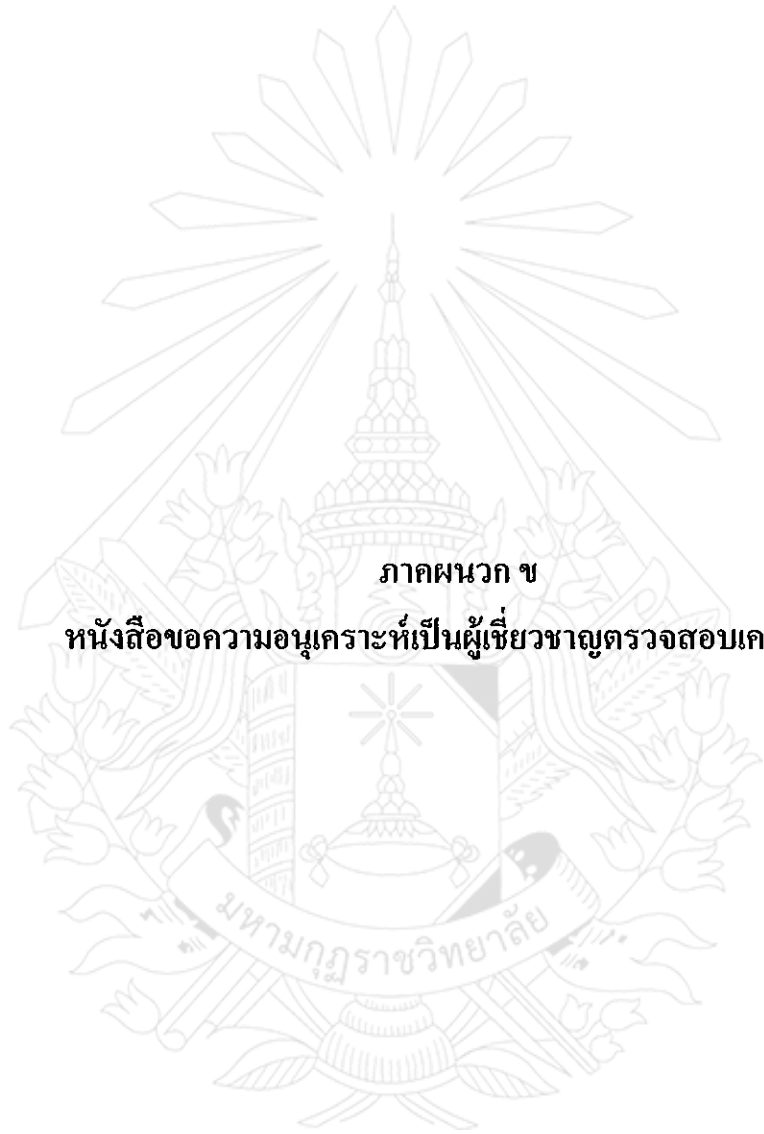 ภาคผนวก ข
หนังสือขอความอนุเคราะห์เป็นผู้เชี่ยวชาญตรวจสอบเค
มหามกุฏราชวิทยาลัย